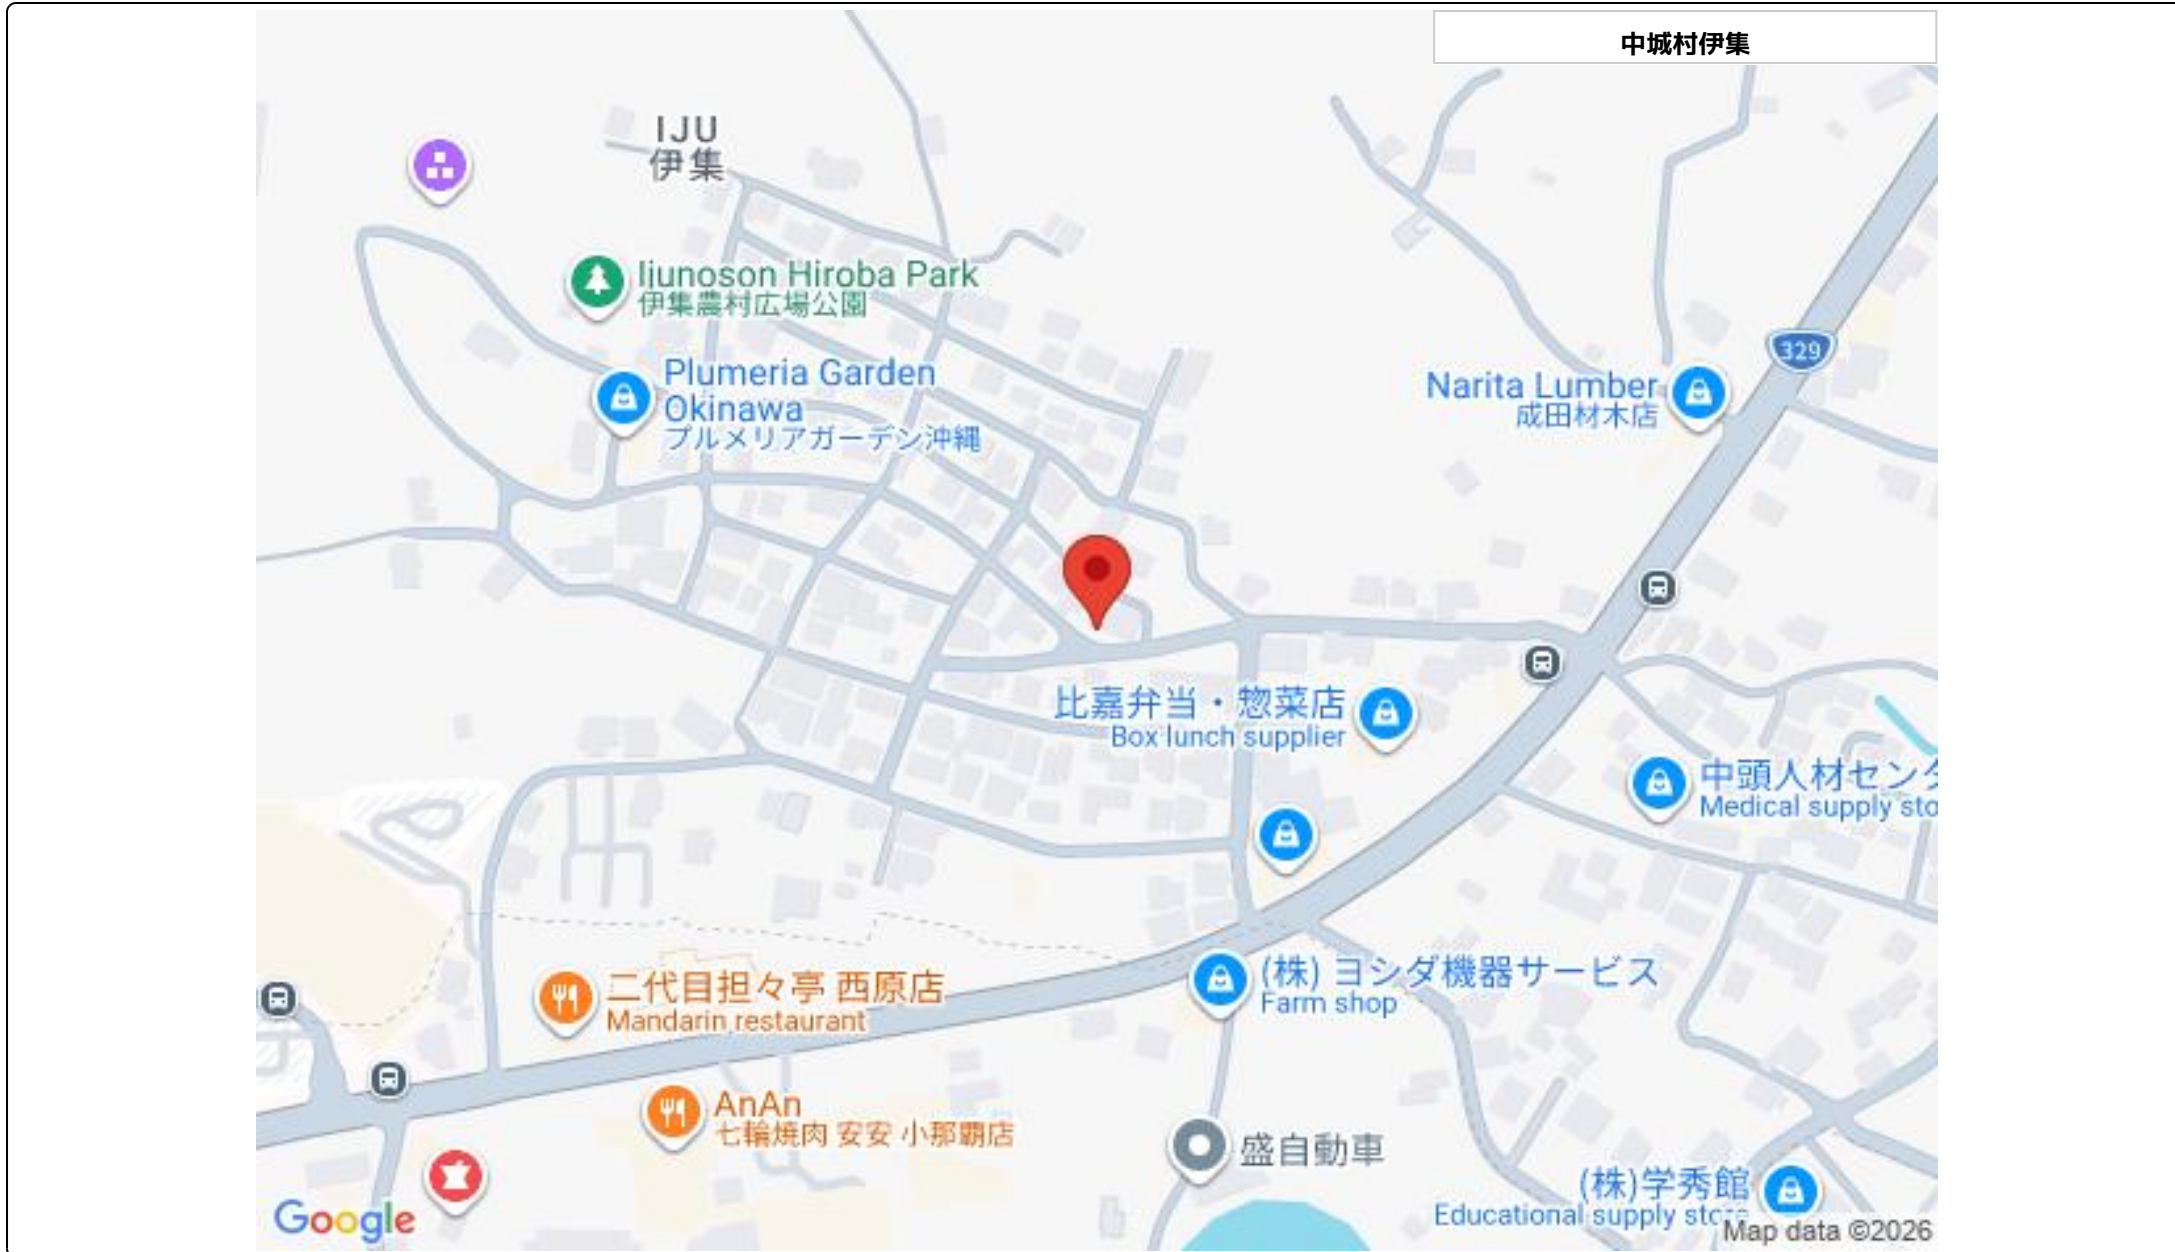 中城村伊集
IJU
伊集
Ijunoson Hiroba Park
伊集農村広場公園
Plumeria Garden
Okinawa
プルメリアガーデン沖縄
Narita Lumber
成田材木店
329
比嘉弁当・惣菜店
Box lunch supplier
中頭人材センタ
Medical supply sto
(株) ヨシダ機器サービス
Farm shop
二代目担々亭 西原店
Mandarin restaurant
AnAn
七輪焼肉 安安 小那覇店
盛自動車
(株)学秀館
Educational supply store
Google
Map data ©2026